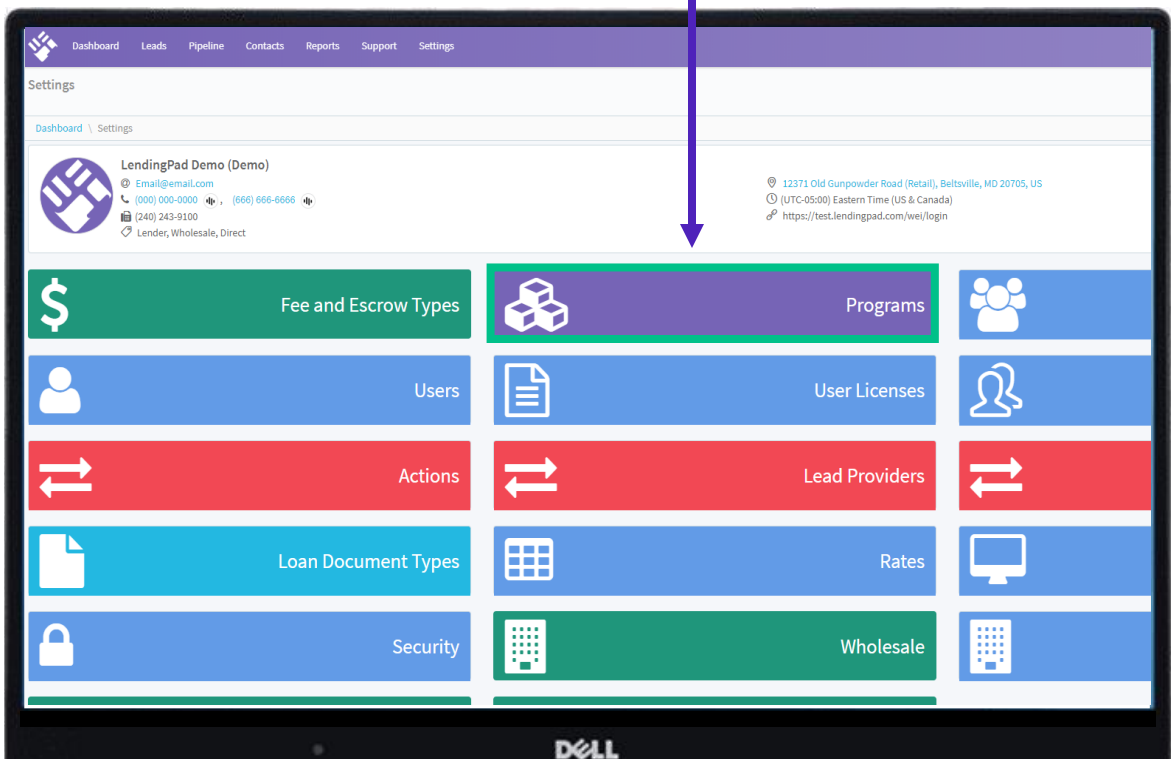 Dashboard Leads Pipeline Contacts Reports Support Settings
Settings
Dashboard \ Settings
LendingPad Demo (Demo)
Email@email.com
(000) 000-0000 , (666) 666-6666
(240) 243-9100
Lender, Wholesale, Direct
12371 Old Gunpowder Road (Retail), Beltsville, MD 20705, US
(UTC-05:00) Eastern Time (US & Canada)
https://test.lendingpad.com/wei/login
Fee and Escrow Types
Programs
Users
User Licenses
Actions
Lead Providers
Loan Document Types
Rates
Security
Wholesale
DELL